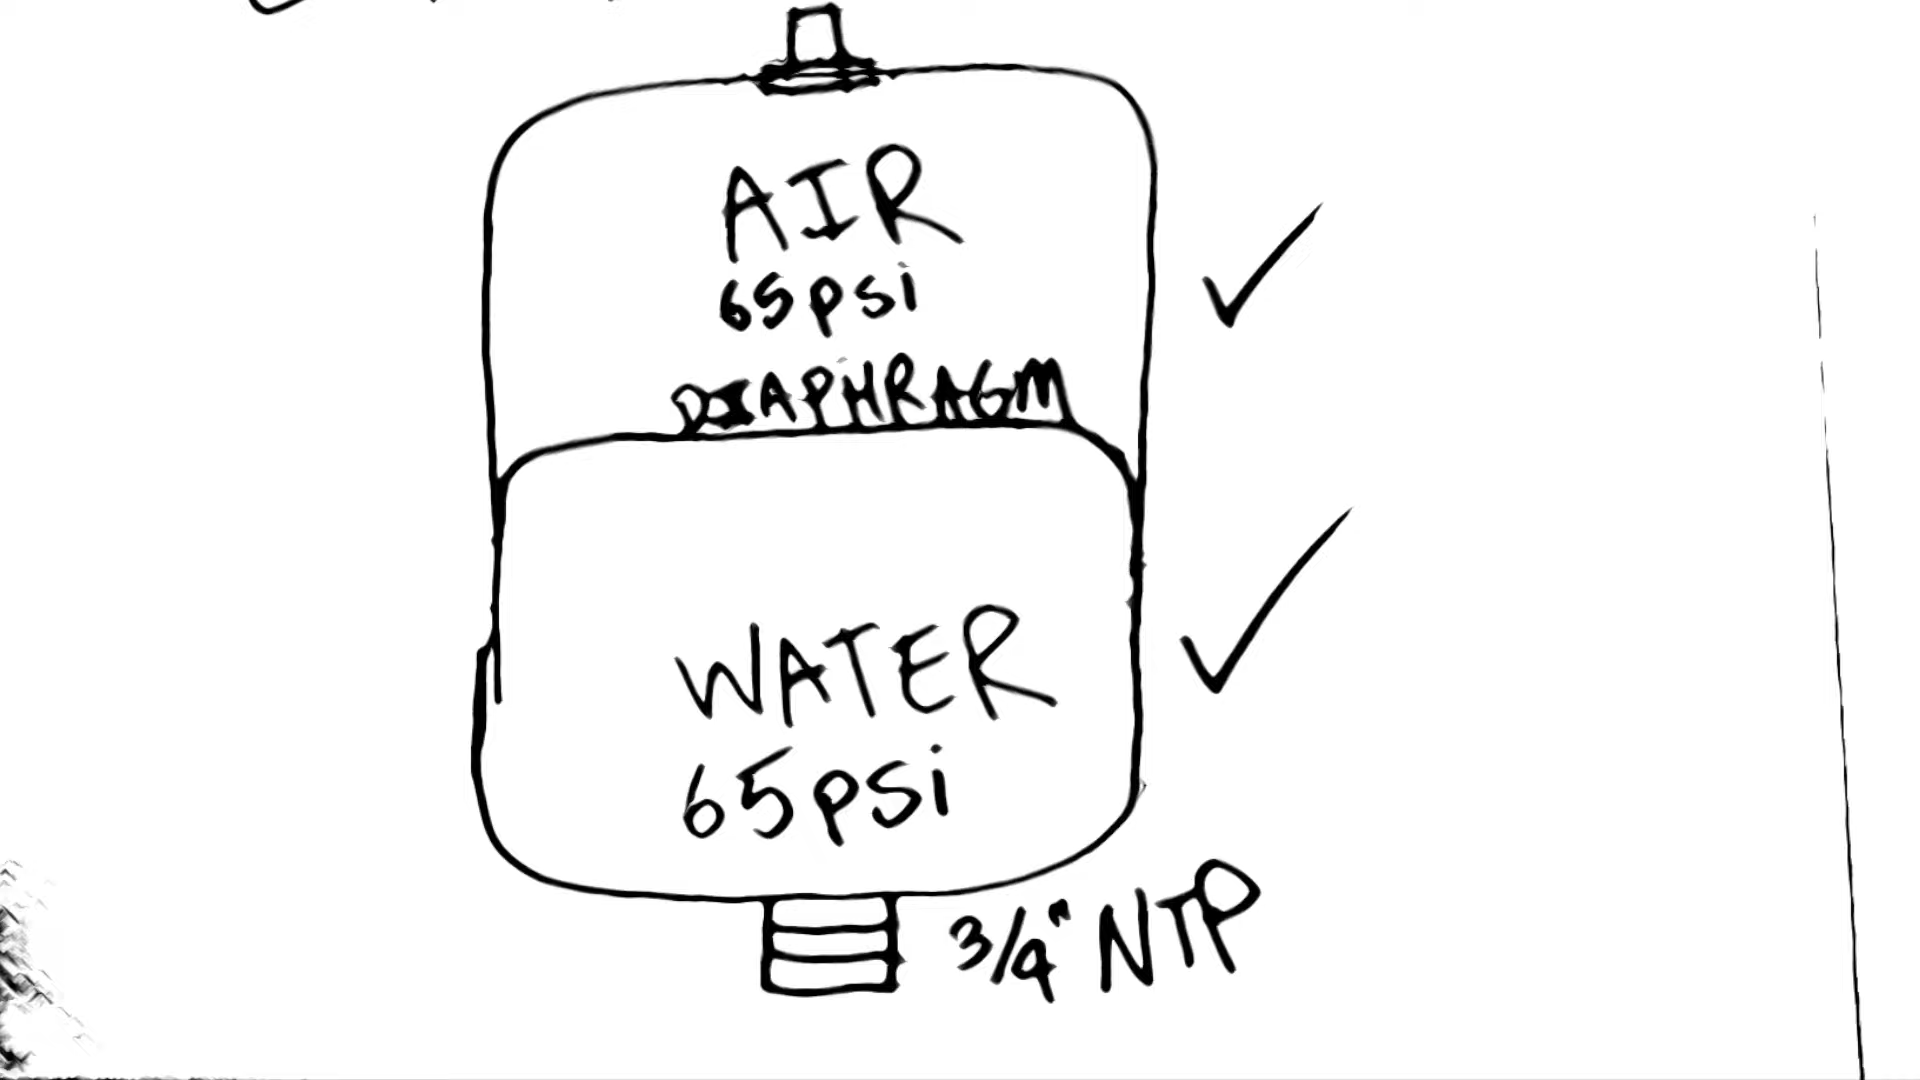 AIR
65psi
DIAPHRAGM
WATER
65psi
3/4" NTP